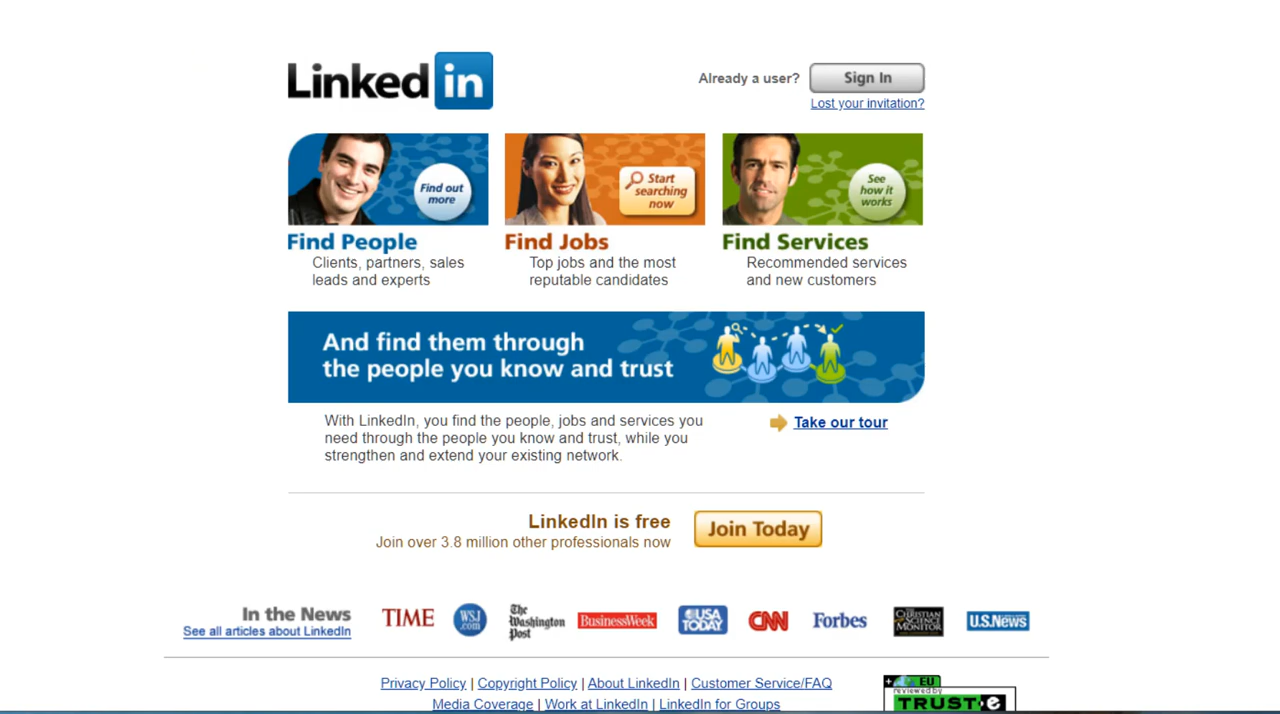 Linked in
Already a user? Sign In
Lost your invitation?
Find out
more
Start
searching
now
See
how it
works
Find People
Clients, partners, sales
leads and experts
Find Jobs
Top jobs and the most
reputable candidates
Find Services
Recommended services
and new customers
And find them through
the people you know and trust
With LinkedIn, you find the people, jobs and services you
need through the people you know and trust, while you
strengthen and extend your existing network.
Take our tour
LinkedIn is free
Join over 3.8 million other professionals now
Join Today
In the News
See all articles about LinkedIn
TIME
WSJ
.com
The
Washington
Post
BusinessWeek
USA
TODAY
CNN
Forbes
THE CHRISTIAN
SCIENCE
MONITOR
U.S.News
Privacy Policy | Copyright Policy | About LinkedIn | Customer Service/FAQ
Media Coverage | Work at LinkedIn | LinkedIn for Groups
EU
reviewed by
TRUSTe